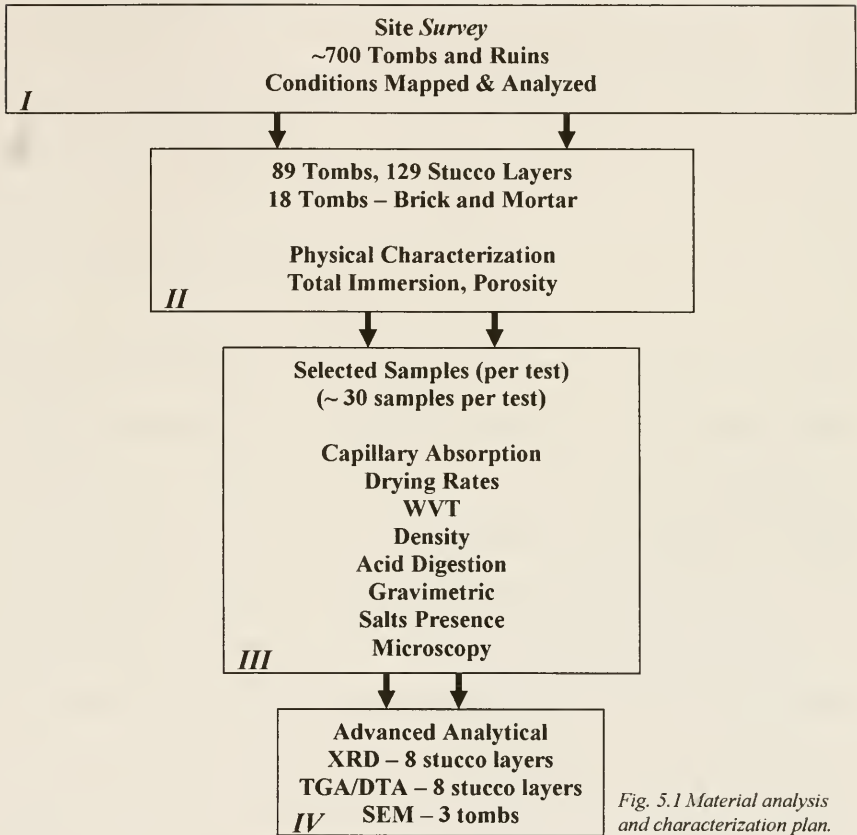 Site Survey
~700 Tombs and Ruins
Conditions Mapped & Analyzed
I
89 Tombs, 129 Stucco Layers
18 Tombs – Brick and Mortar
Physical Characterization
Total Immersion, Porosity
II
Selected Samples (per test)
(~ 30 samples per test)
Capillary Absorption
Drying Rates
WVT
Density
Acid Digestion
Gravimetric
Salts Presence
Microscopy
III
Advanced Analytical
XRD – 8 stucco layers
TGA/DTA – 8 stucco layers
SEM – 3 tombs
IV
Fig. 5.1 Material analysis
and characterization plan.